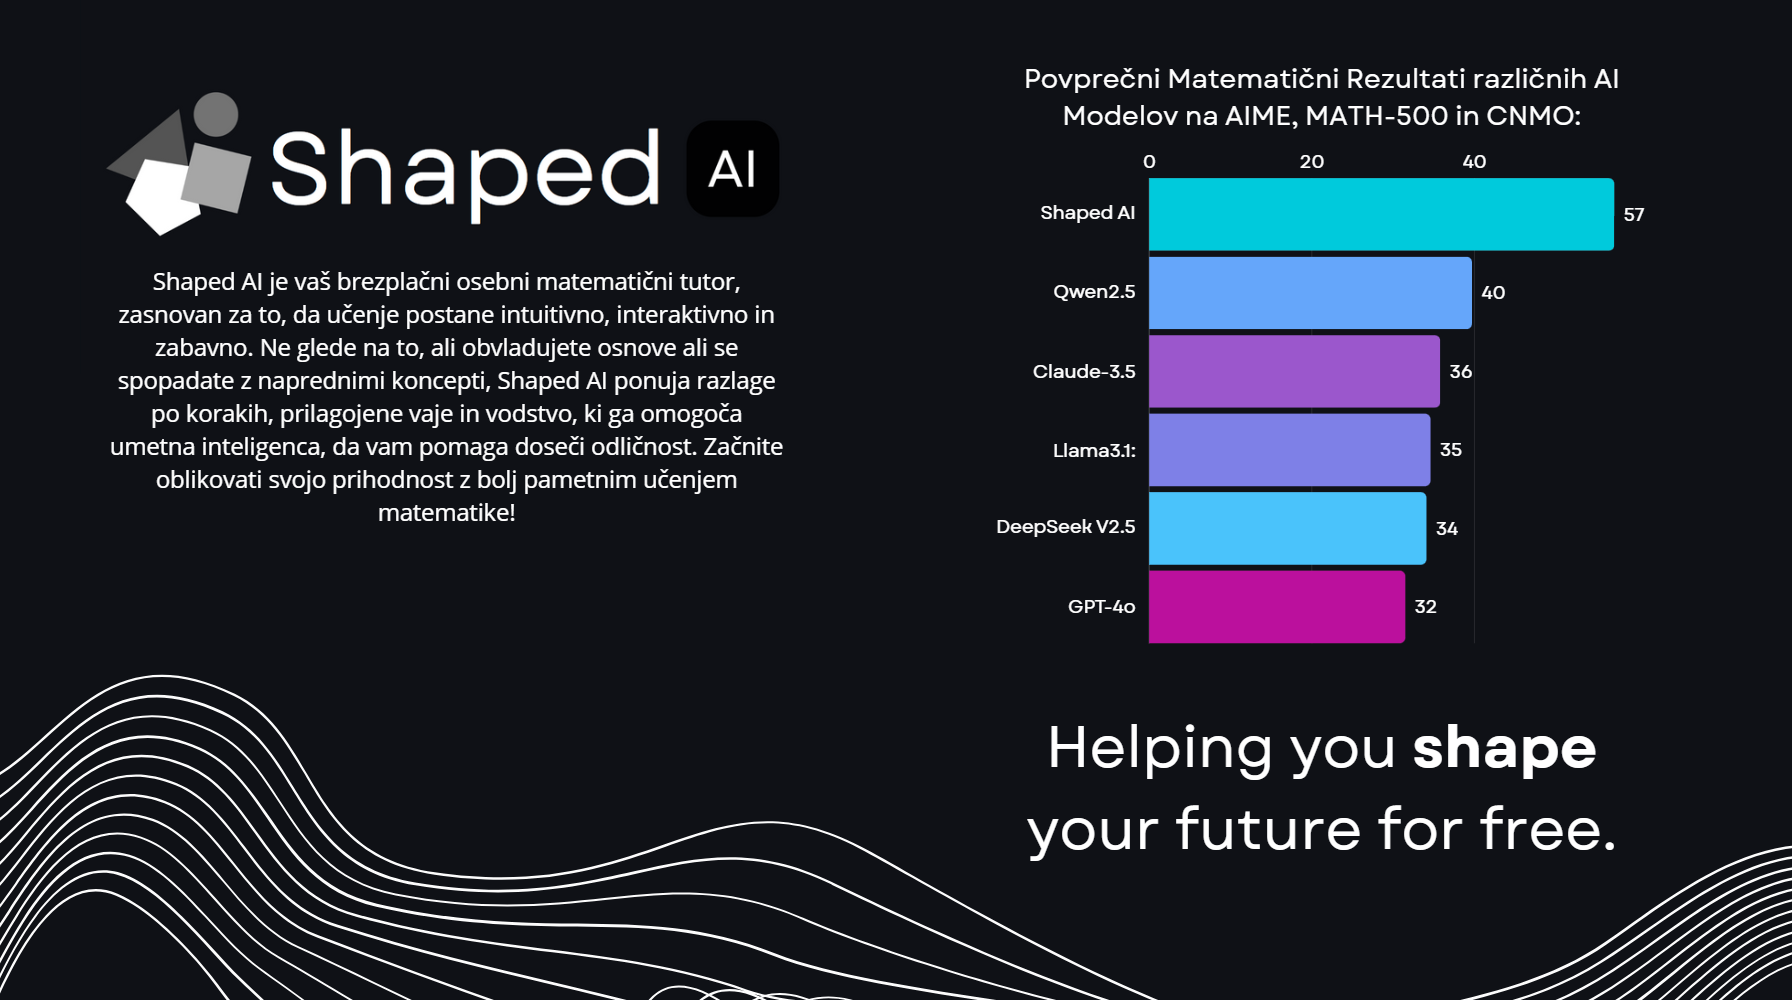 Shaped AI
Shaped AI je vaš brezplačni osebni matematični tutor,
zasnovan za to, da učenje postane intuitivno, interaktivno in
zabavno. Ne glede na to, ali obvladujete osnove ali se
spopadate z naprednimi koncepti, Shaped AI ponuja razlage
po korakih, prilagojene vaje in vodstvo, ki ga omogoča
umetna inteligenca, da vam pomaga doseči odličnost. Začnite
oblikovati svojo prihodnost z bolj pametnim učenjem
matematike!
Povprečni Matematični Rezultati različnih AI
Modelov na AIME, MATH-500 in CNMO:
0 20 40
Shaped AI 57
Qwen2.5 40
Claude-3.5 36
Llama3.1: 35
DeepSeek V2.5 34
GPT-4o 32
Helping you shape
your future for free.